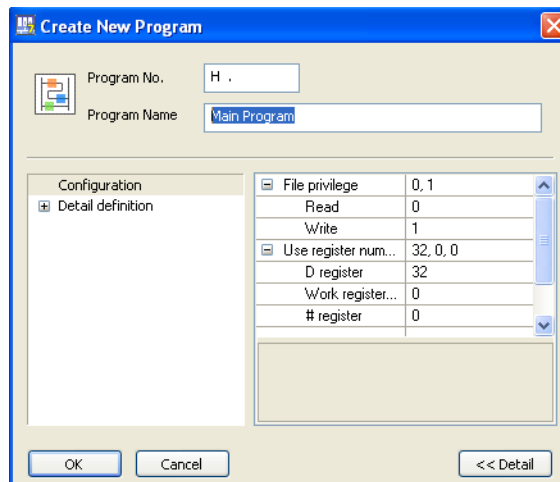 Create New Program
Program No. H .
Program Name Main Program
Configuration
Detail definition
File privilege 0, 1
Read 0
Write 1
Use register num... 32, 0, 0
D register 32
Work register... 0
# register 0
OK Cancel << Detail